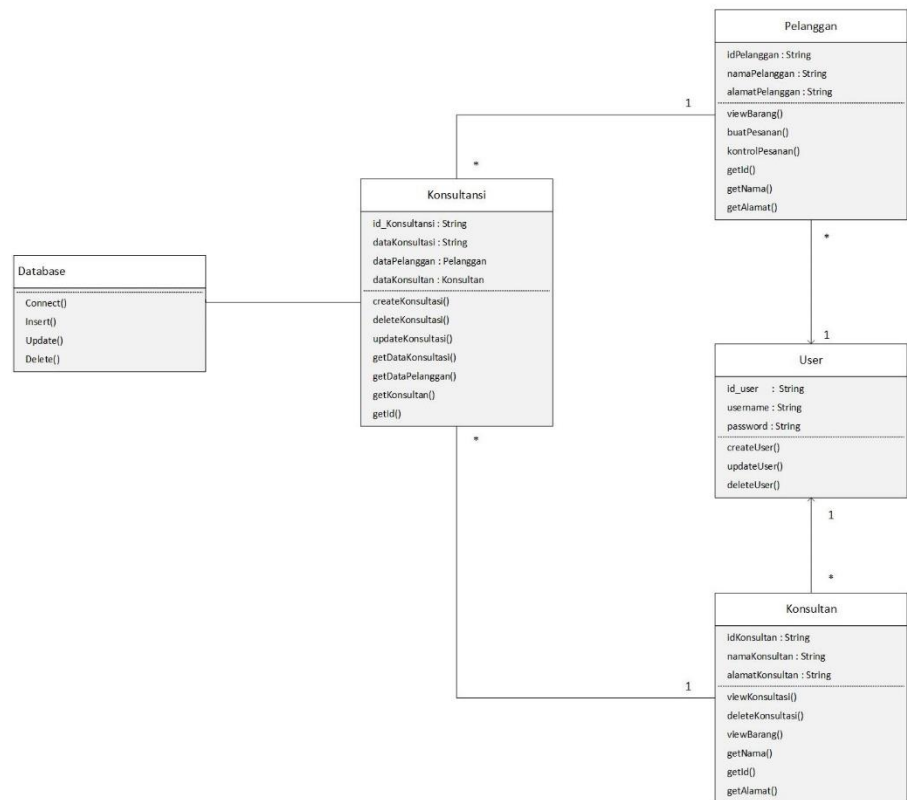 Pelanggan
idPelanggan : String
namaPelanggan : String
alamatPelanggan : String
viewBarang()
buatPesanan()
kontrolPesanan()
getId()
getNama()
getAlamat()
1
*
*
1
Konsultansi
id_Konsultansi : String
dataKonsultasi : String
dataPelanggan : Pelanggan
dataKonsultan : Konsultan
createKonsultasi()
deleteKonsultasi()
updateKonsultasi()
getDataKonsultasi()
getDataPelanggan()
getKonsultan()
getId()
*
1
Database
Connect()
Insert()
Update()
Delete()
User
id_user : String
username : String
password : String
createUser()
updateUser()
deleteUser()
1
*
Konsultan
idKonsultan : String
namaKonsultan : String
alamatKonsultan : String
viewKonsultasi()
deleteKonsultasi()
viewBarang()
getNama()
getId()
getAlamat()